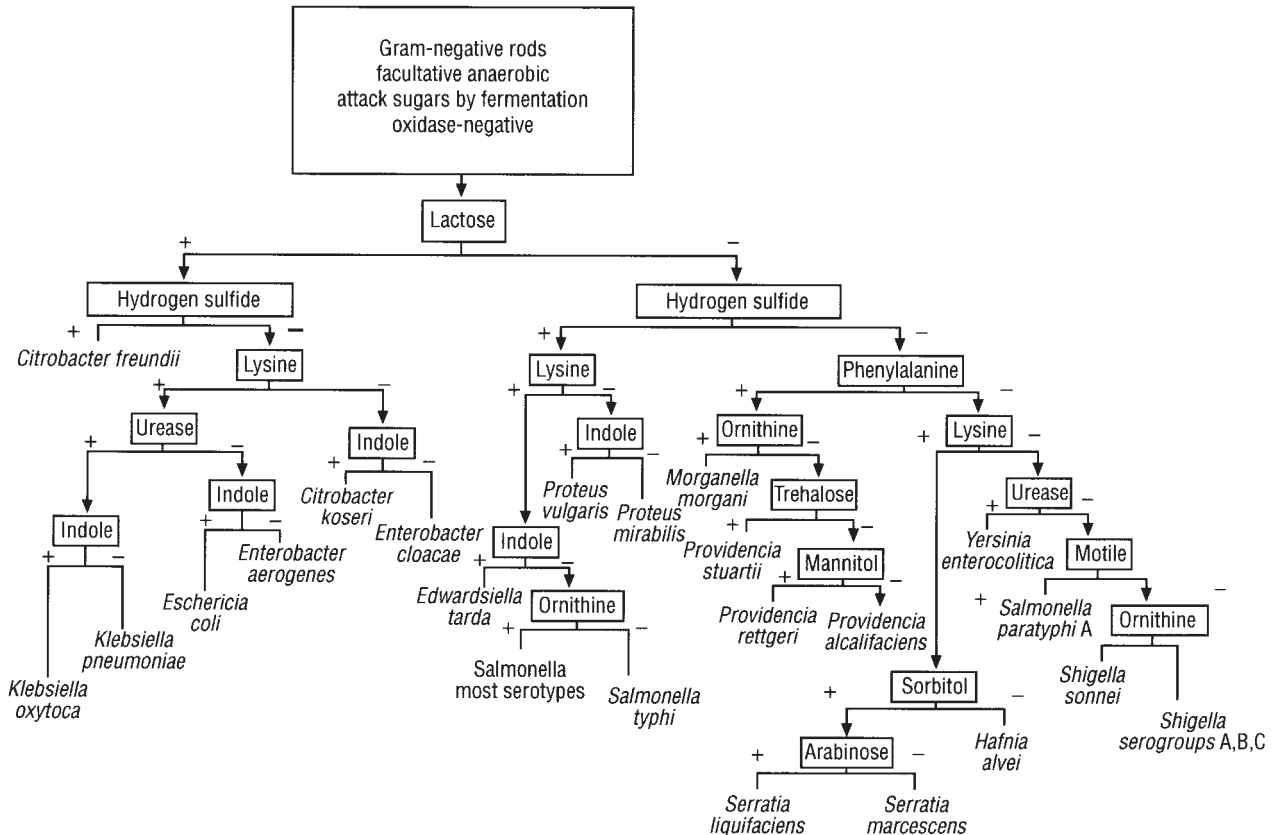 Gram-negative rods
facultative anaerobic
attack sugars by fermentation
oxidase-negative
Lactose
+
−
Hydrogen sulfide
Hydrogen sulfide
+
−
+
−
Citrobacter freundii
Lysine
Lysine
Phenylalanine
+
−
+
−
+
−
Urease
Indole
Indole
Ornithine
Lysine
+
−
+
−
+
−
+
−
+
−
Citrobacter
koseri
Enterobacter
cloacae
Proteus
vulgaris
Proteus
mirabilis
Morganella
morgani
Trehalose
Urease
Indole
Indole
+
−
+
−
Enterobacter
aerogenes
Eschericia
coli
Klebsiella
pneumoniae
Klebsiella
oxytoca
Indole
+
−
Edwardsiella
tarda
Ornithine
+
−
Salmonella
most serotypes
Salmonella
typhi
+
−
Providencia
stuartii
Mannitol
+
−
Providencia
rettgeri
Providencia
alcalifaciens
+
−
Yersinia
enterocolitica
Motile
+
−
Salmonella
paratyphi A
Ornithine
Shigella
sonnei
Shigella
serogroups A,B,C
Sorbitol
+
−
Arabinose
Hafnia
alvei
+
−
Serratia
liquifaciens
Serratia
marcescens